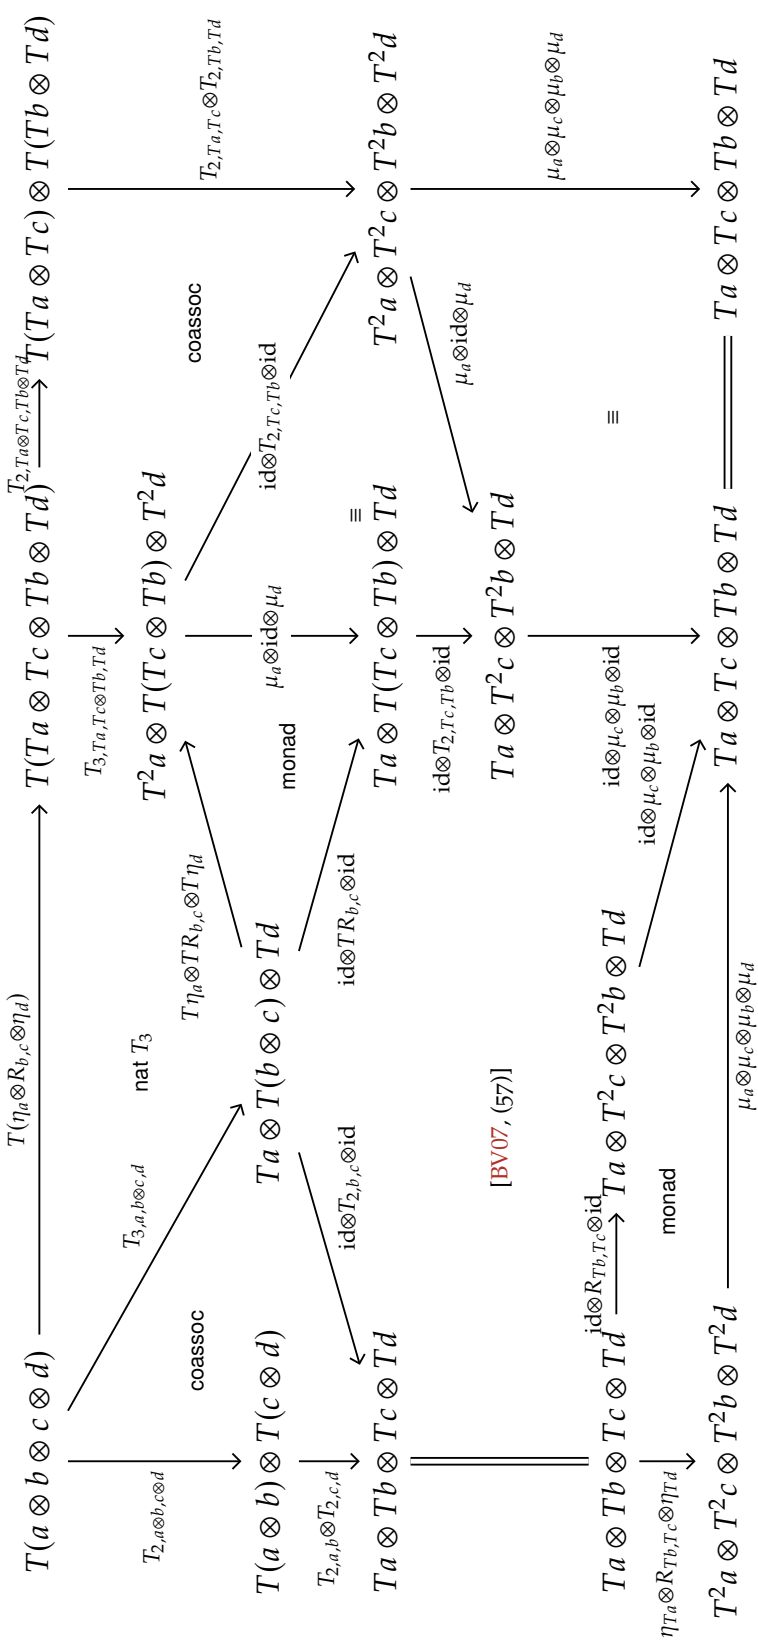 T(η_a⊗R_{b,c}⊗η_d)
T_{2,Ta⊗Tc,Tb⊗Td}
T(a ⊗ b ⊗ c ⊗ d)
T(Ta ⊗ Tc ⊗ Tb ⊗ Td)
T(Ta ⊗ Tc) ⊗ T(Tb ⊗ Td)
T_{3,Ta,Tc⊗Tb,Td}
T_{2,a⊗b,c⊗d}
T_{3,a,b⊗c,d}
nat T_3
T^2a ⊗ T(Tc ⊗ Tb) ⊗ T^2d
T_{2,Ta,Tc}⊗T_{2,Tb,Td}
coassoc
Tη_a⊗TR_{b,c}⊗Tη_d
coassoc
T(a ⊗ b) ⊗ T(c ⊗ d)
Ta ⊗ T(b ⊗ c) ⊗ Td
μ_a⊗id⊗μ_d
id⊗T_{2,Tc,Tb}⊗id
monad
T_{2,a,b}⊗T_{2,c,d}
id⊗T_{2,b,c}⊗id
id⊗TR_{b,c}⊗id
≡
Ta ⊗ Tb ⊗ Tc ⊗ Td
Ta ⊗ T(Tc ⊗ Tb) ⊗ Td
T^2a ⊗ T^2c ⊗ T^2b ⊗ T^2d
id⊗T_{2,Tc,Tb}⊗id
μ_a⊗id⊗μ_d
[BV07, (57)]
Ta ⊗ T^2c ⊗ T^2b ⊗ Td
μ_a⊗μ_c⊗μ_b⊗μ_d
id⊗R_{Tb,Tc}⊗id
id⊗μ_c⊗μ_b⊗id
≡
Ta ⊗ Tb ⊗ Tc ⊗ Td
Ta ⊗ T^2c ⊗ T^2b ⊗ Td
id⊗μ_c⊗μ_b⊗id
η_{Ta}⊗R_{Tb,Tc}⊗η_{Td}
monad
T^2a ⊗ T^2c ⊗ T^2b ⊗ T^2d
Ta ⊗ Tc ⊗ Tb ⊗ Td
Ta ⊗ Tc ⊗ Tb ⊗ Td
μ_a⊗μ_c⊗μ_b⊗μ_d